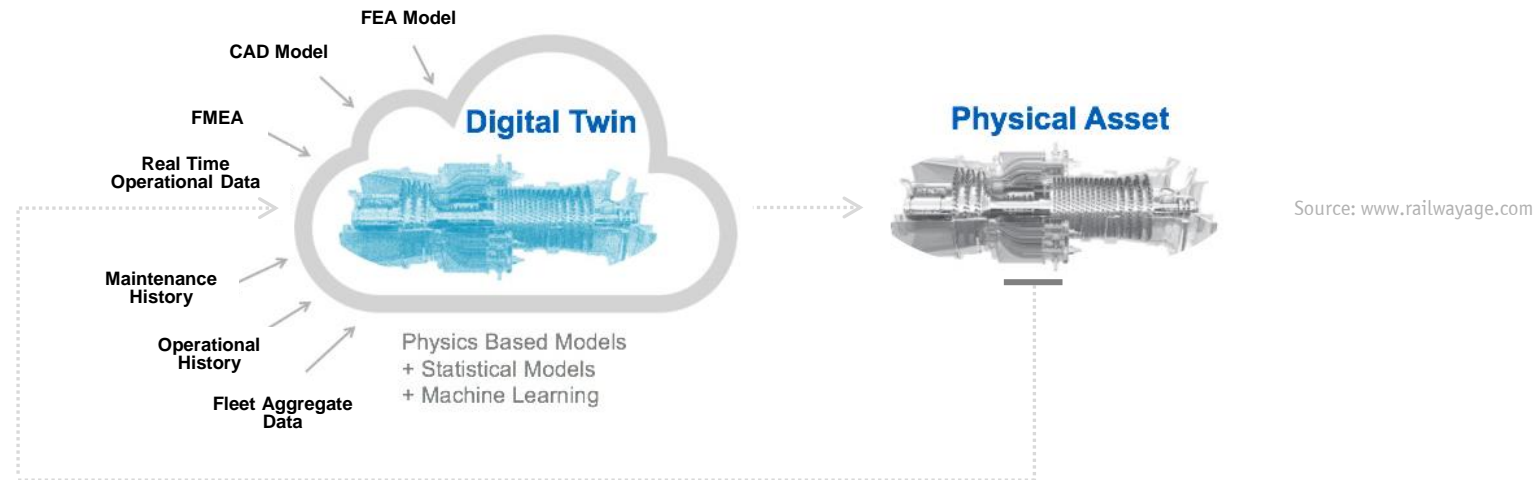 FEA Model
CAD Model
FMEA
Real Time
Operational Data
Maintenance
History
Operational
History
Fleet Aggregate
Data
Digital Twin
Physics Based Models
+ Statistical Models
+ Machine Learning
Physical Asset
Source: www.railwayage.com